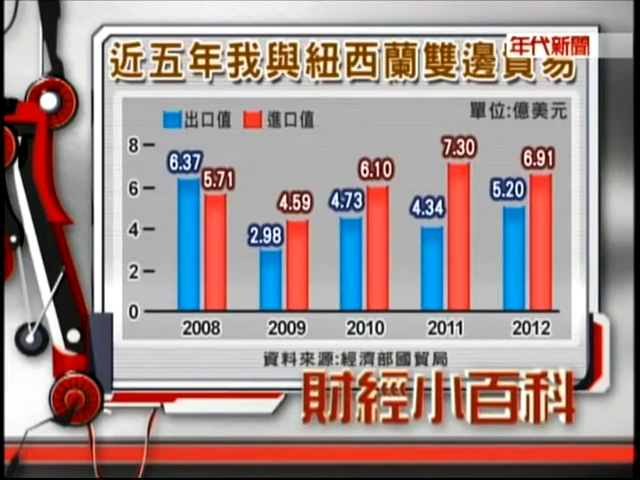 年代新聞
近五年我與紐西蘭雙邊貿易
單位:億美元
出口值 進口值
8
6
4
2
0
6.37 5.71
2.98 4.59
4.73 6.10
4.34 7.30
5.20 6.91
2008 2009 2010 2011 2012
資料來源:經濟部國貿局
財經小百科